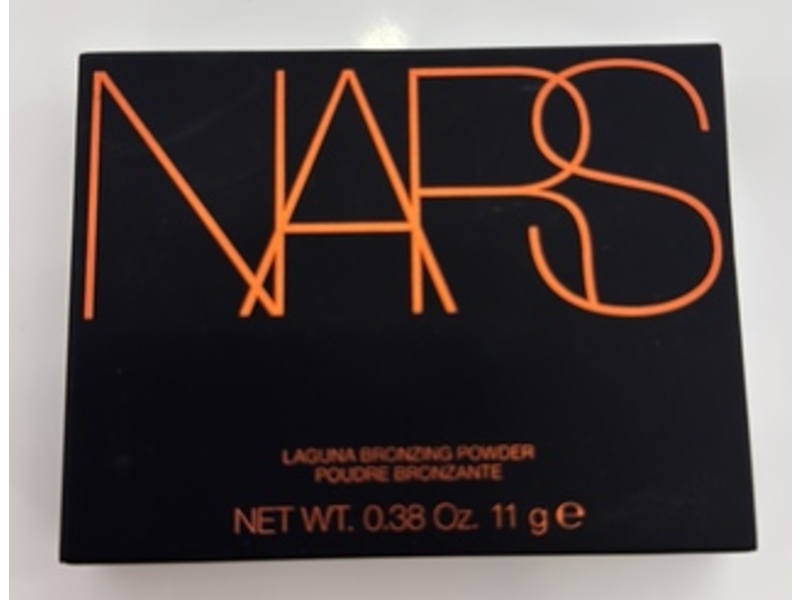 NARS
LAGUNA BRONZING POWDER
POUDRE BRONZANTE
NET WT. 0.38 Oz. 11 g ℮